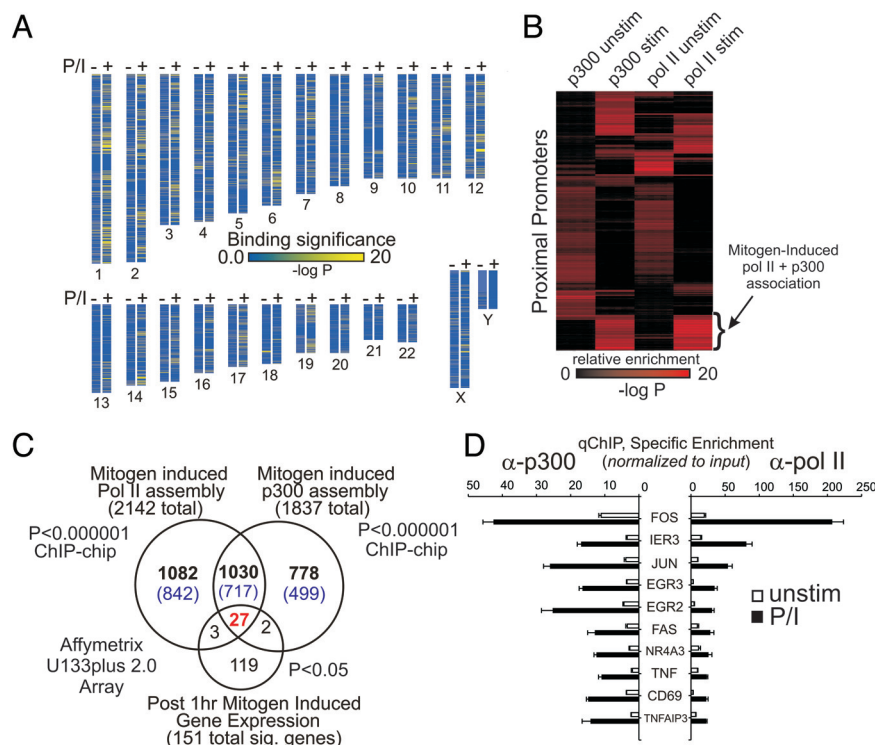 A
P/I - + - + - + - + - + - + - + - + - + - + - + - +
1 2 3 4 5 6 7 8 9 10 11 12
Binding significance
0.0 20
-log P
P/I - + - + - + - + - + - + - + - + - + - +
13 14 15 16 17 18 19 20 21 22
- + - +
X Y
B
p300 unstim
p300 stim
pol II unstim
pol II stim
Proximal Promoters
Mitogen-Induced
pol II + p300
association
relative enrichment
0 20
-log P
C
Mitogen induced
Pol II assembly
(2142 total)
Mitogen induced
p300 assembly
(1837 total)
P<0.000001
ChIP-chip
P<0.000001
ChIP-chip
1082
(842)
1030
(717)
778
(499)
27
3
2
119
Affymetrix
U133plus 2.0
Array
P<0.05
Post 1hr Mitogen Induced
Gene Expression
(151 total sig. genes)
D
qChIP, Specific Enrichment
(normalized to input)
α-p300
α-pol II
50 40 30 20 10 0 0 50 100 150 200 250
FOS
IER3
JUN
EGR3
EGR2
FAS
NR4A3
TNF
CD69
TNFAIP3
unstim
P/I